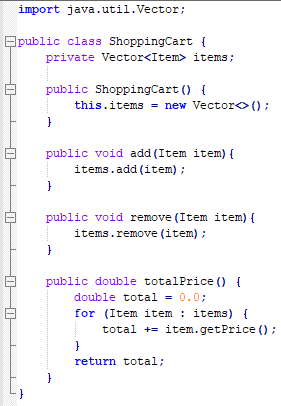 import java.util.Vector;
public class ShoppingCart {
private Vector<Item> items;
public ShoppingCart() {
this.items = new Vector<>();
}
public void add(Item item){
items.add(item);
}
public void remove(Item item){
items.remove(item);
}
public double totalPrice() {
double total = 0.0;
for (Item item : items) {
total += item.getPrice();
}
return total;
}
}